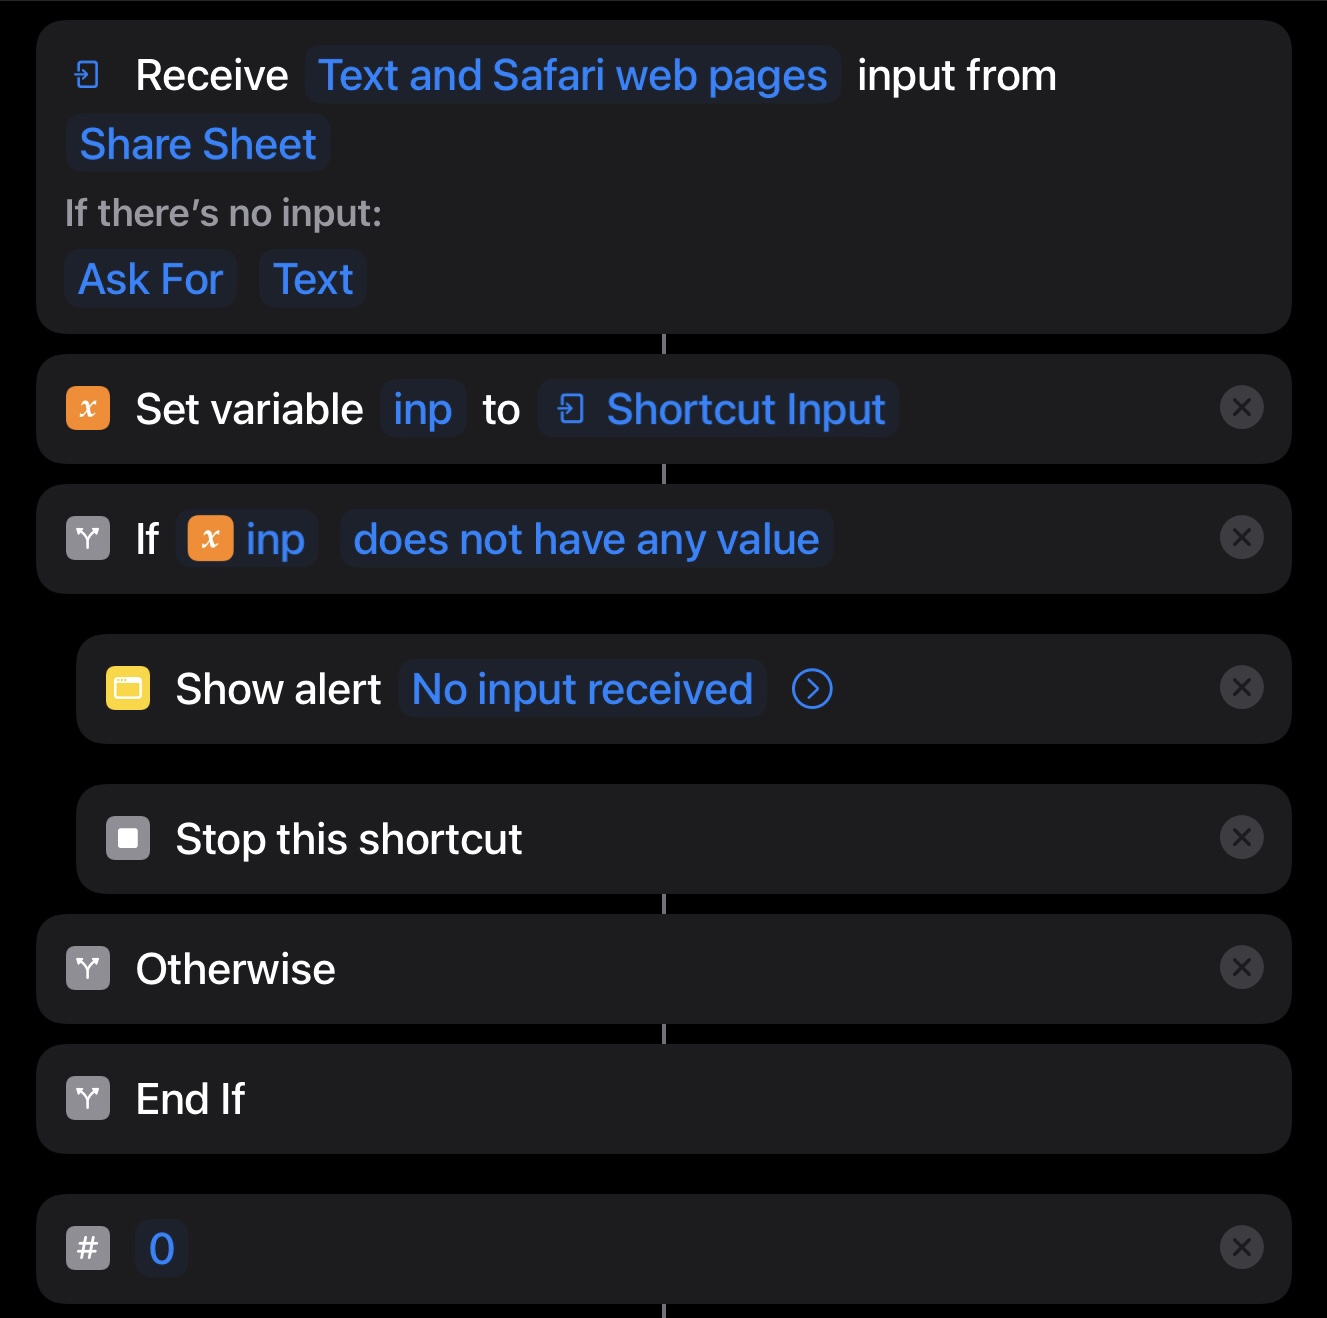 Receive Text and Safari web pages input from
Share Sheet
If there’s no input:
Ask For Text
x Set variable inp to Shortcut Input
If x inp does not have any value
Show alert No input received
Stop this shortcut
Otherwise
End If
# 0